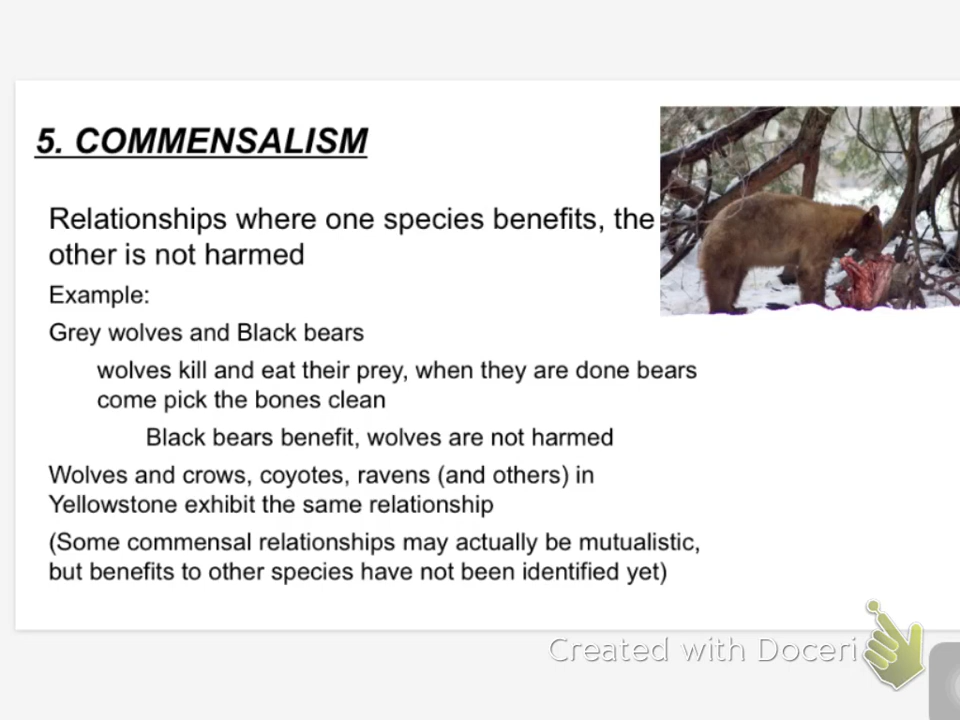 5. COMMENSALISM
Relationships where one species benefits, the
other is not harmed
Example:
Grey wolves and Black bears
wolves kill and eat their prey, when they are done bears
come pick the bones clean
Black bears benefit, wolves are not harmed
Wolves and crows, coyotes, ravens (and others) in
Yellowstone exhibit the same relationship
(Some commensal relationships may actually be mutualistic,
but benefits to other species have not been identified yet)
Created with Doceri